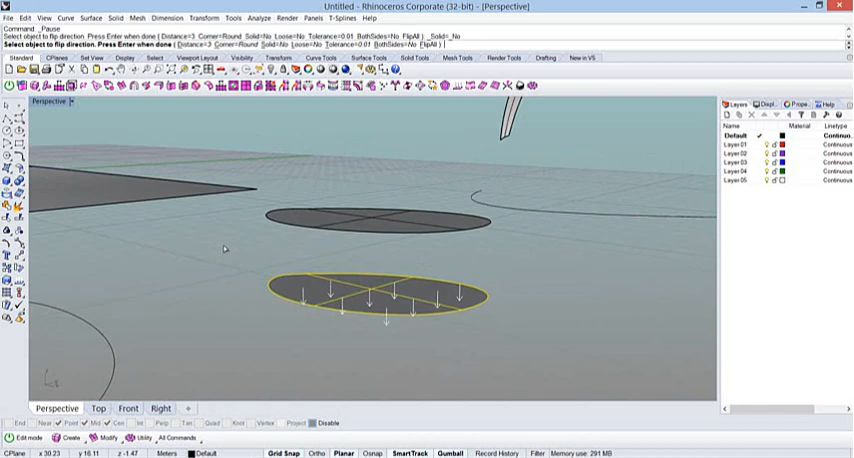 Untitled - Rhinoceros Corporate (32-bit) - [Perspective]
File Edit View Curve Surface Solid Mesh Dimension Transform Tools Analyze Render Panels T-Splines Help
Command: _Pause
Select object to flip direction. Press Enter when done ( Distance=3 Corner=Round Solid=No Loose=No Tolerance=0.01 BothSides=No FlipAll ): _Solid=_No
Select object to flip direction. Press Enter when done ( Distance=3 Corner=Round Solid=No Loose=No Tolerance=0.01 BothSides=No FlipAll ):
Standard CPlanes Set View Display Select Viewport Layout Visibility Transform Curve Tools Surface Tools Solid Tools Mesh Tools Render Tools Drafting New in V5
Perspective
Layers Displ... Prope... Help
Name Material Linetype
Default Continuo...
Layer 01 Continuous
Layer 02 Continuous
Layer 03 Continuous
Layer 04 Continuous
Layer 05 Continuous
Perspective Top Front Right
End Near Point Mid Cen Int Perp Tan Quad Knot Vertex Project Disable
Edit mode Create Modify Utility All Commands
CPlane x 30.23 y 16.11 z -1.47 Meters Default Grid Snap Ortho Planar Osnap SmartTrack Gumball Record History Filter Memory use: 291 MB